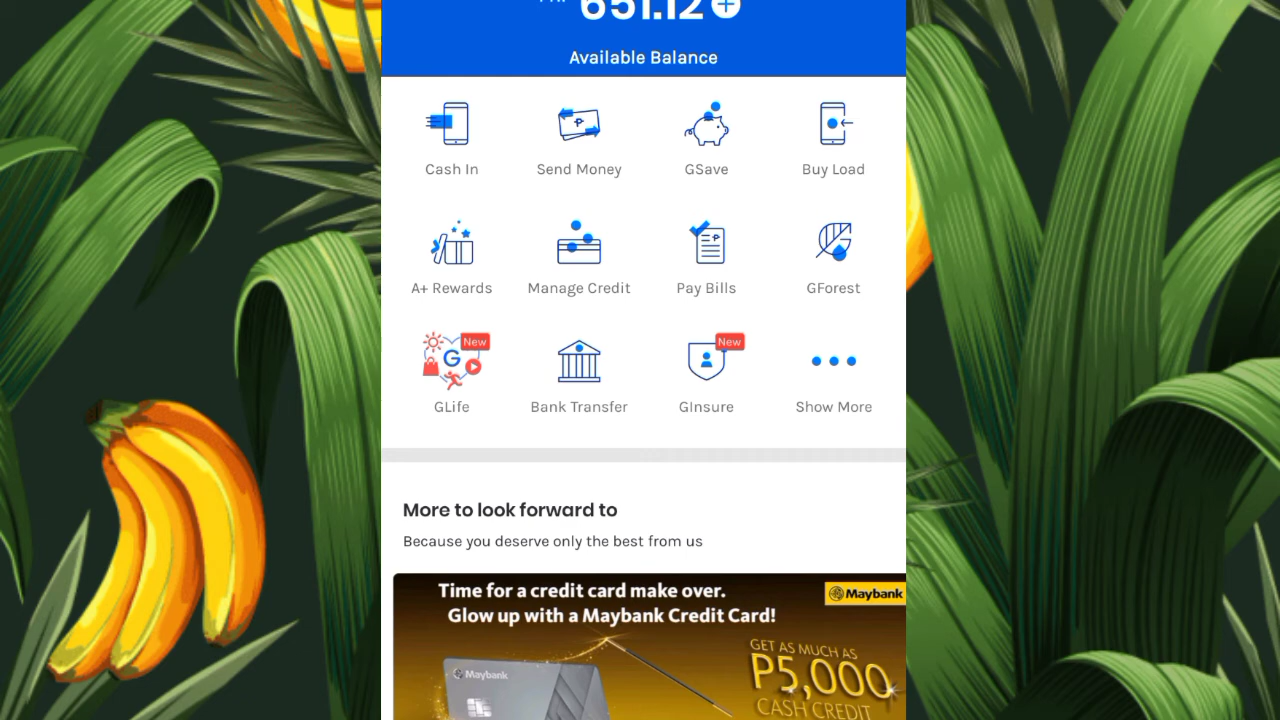 651.12
Available Balance
Cash In
Send Money
GSave
Buy Load
A+ Rewards
Manage Credit
Pay Bills
GForest
New
G
New
GLife
Bank Transfer
GInsure
Show More
More to look forward to
Because you deserve only the best from us
Time for a credit card make over.
Glow up with a Maybank Credit Card!
Maybank
GET AS MUCH AS
P5,000
CASH CREDIT
Maybank